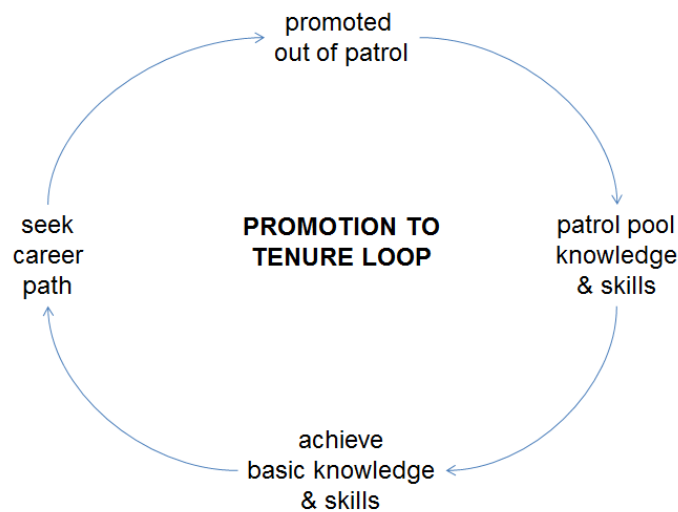 promoted
out of patrol
seek
career
path
PROMOTION TO
TENURE LOOP
patrol pool
knowledge
& skills
achieve
basic knowledge
& skills